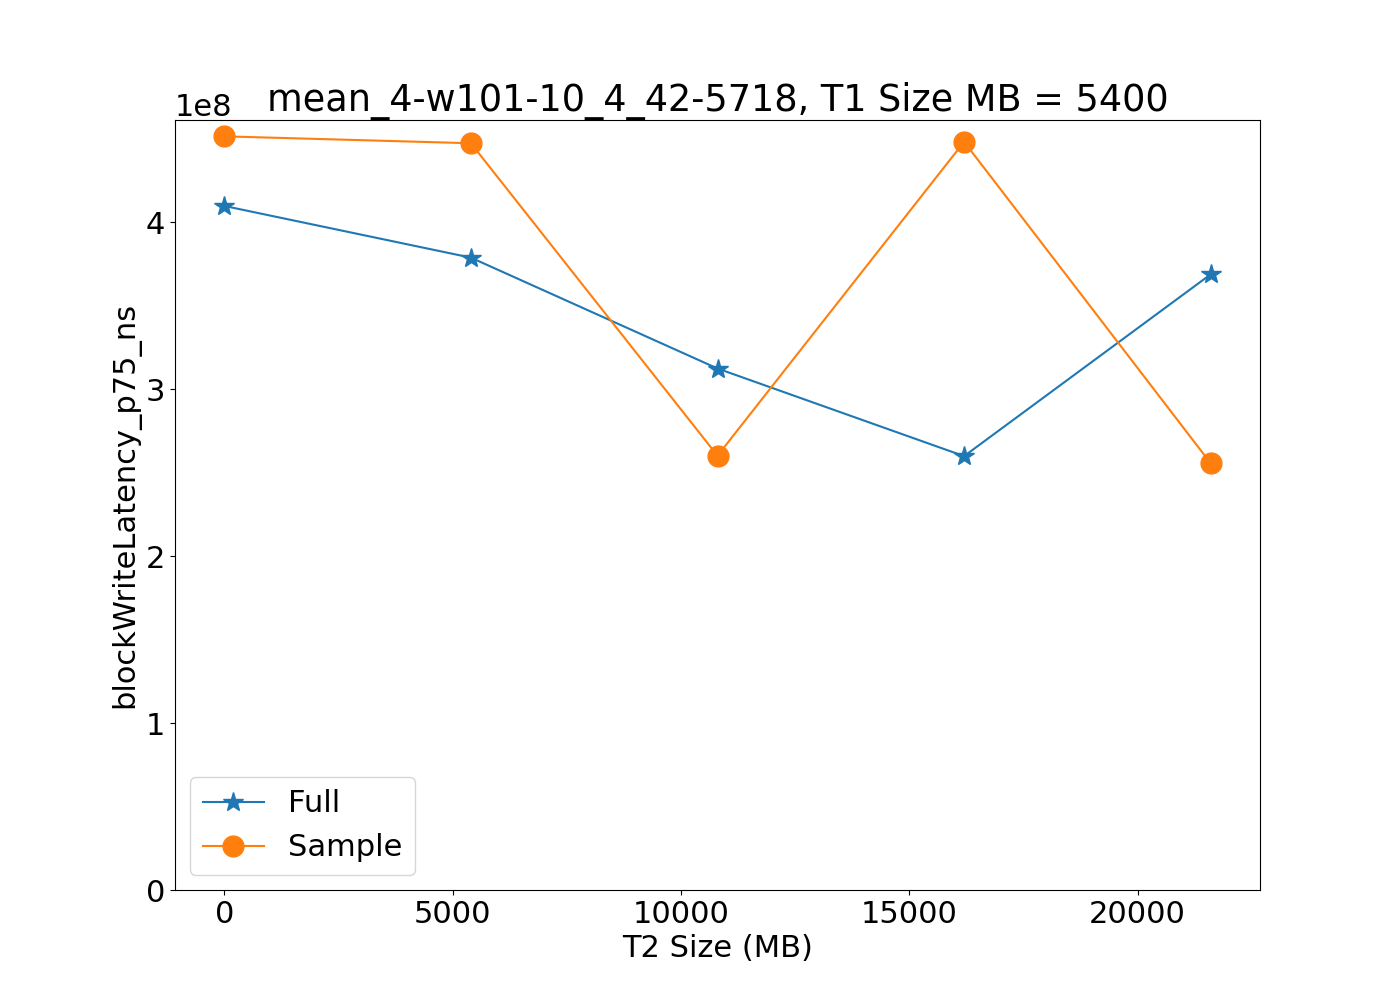 mean_4-w101-10_4_42-5718, T1 Size MB = 5400
1e8
4
3
2
1
0
blockWriteLatency_p75_ns
Full
Sample
0 5000 10000 15000 20000
T2 Size (MB)